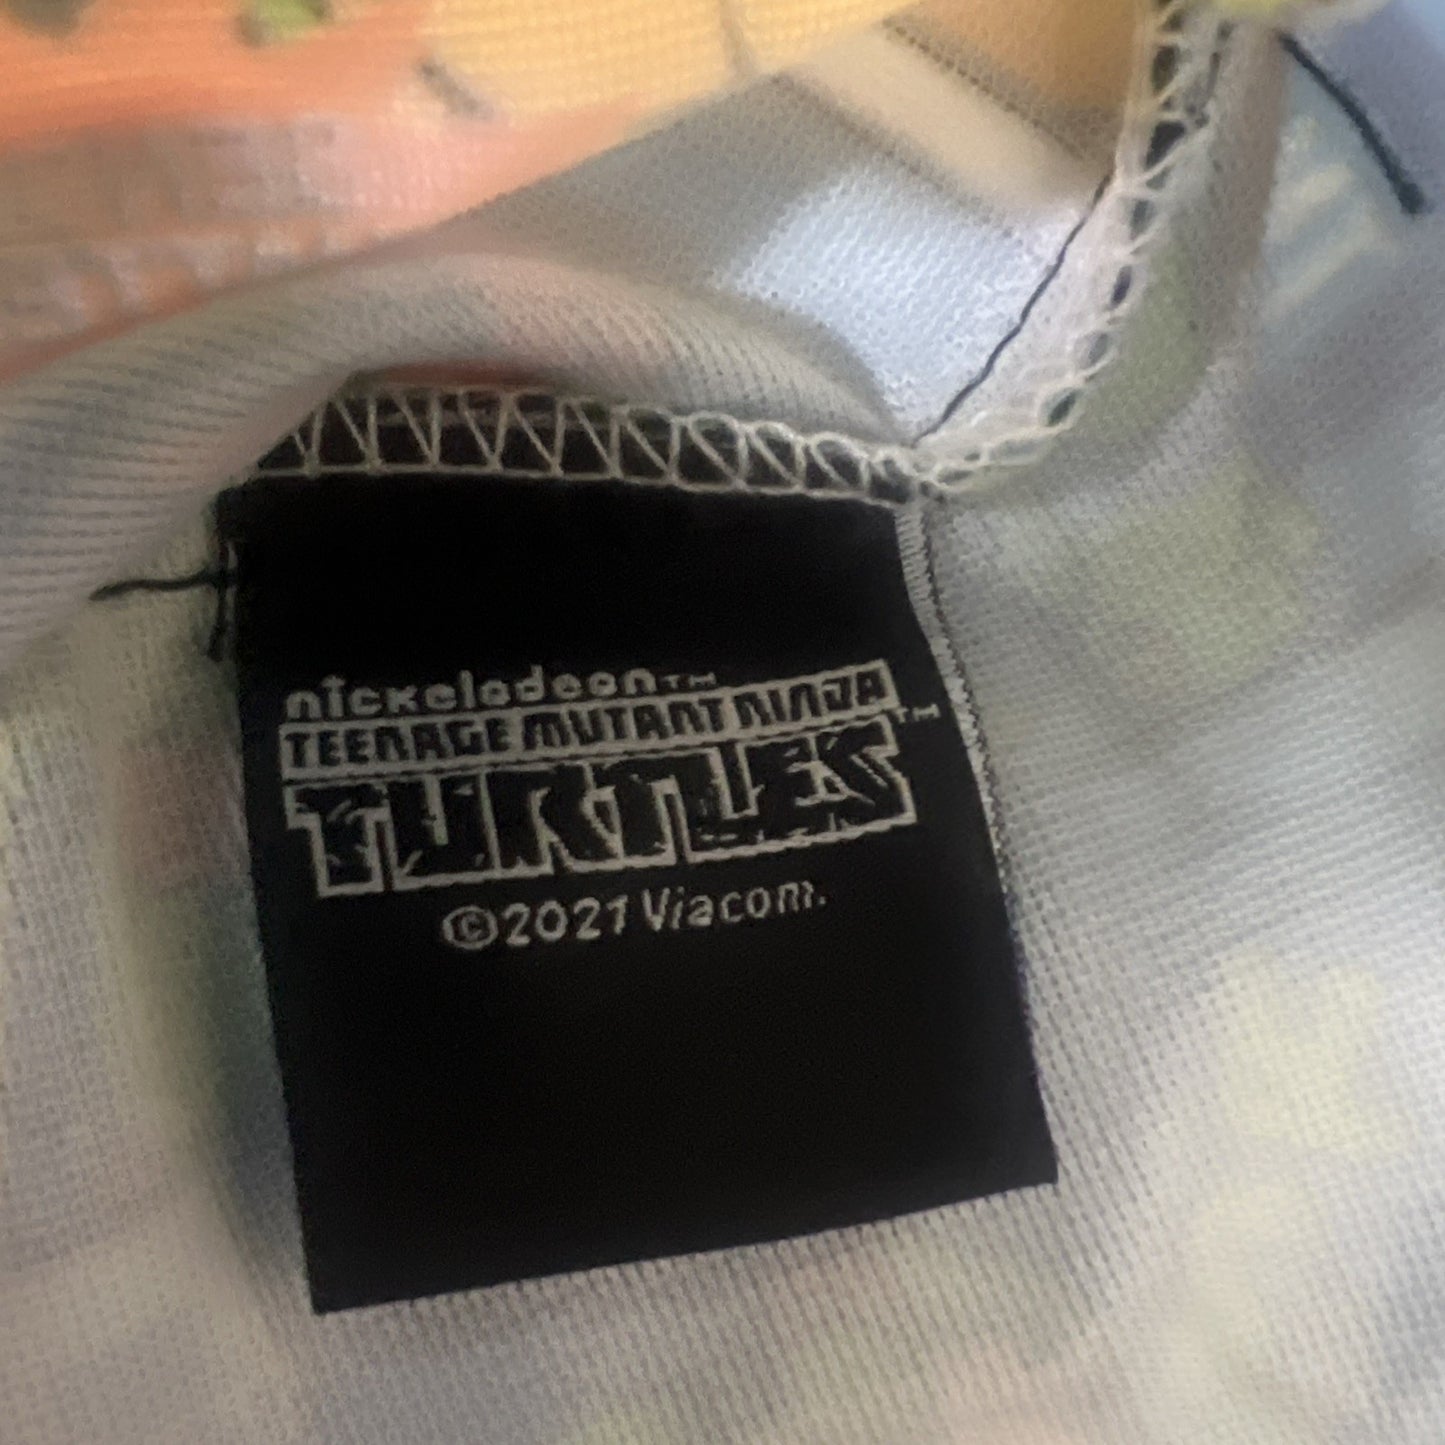 nickelodeon™
TEENAGE MUTANT NINJA
TURTLES™
©2021 Viacom.